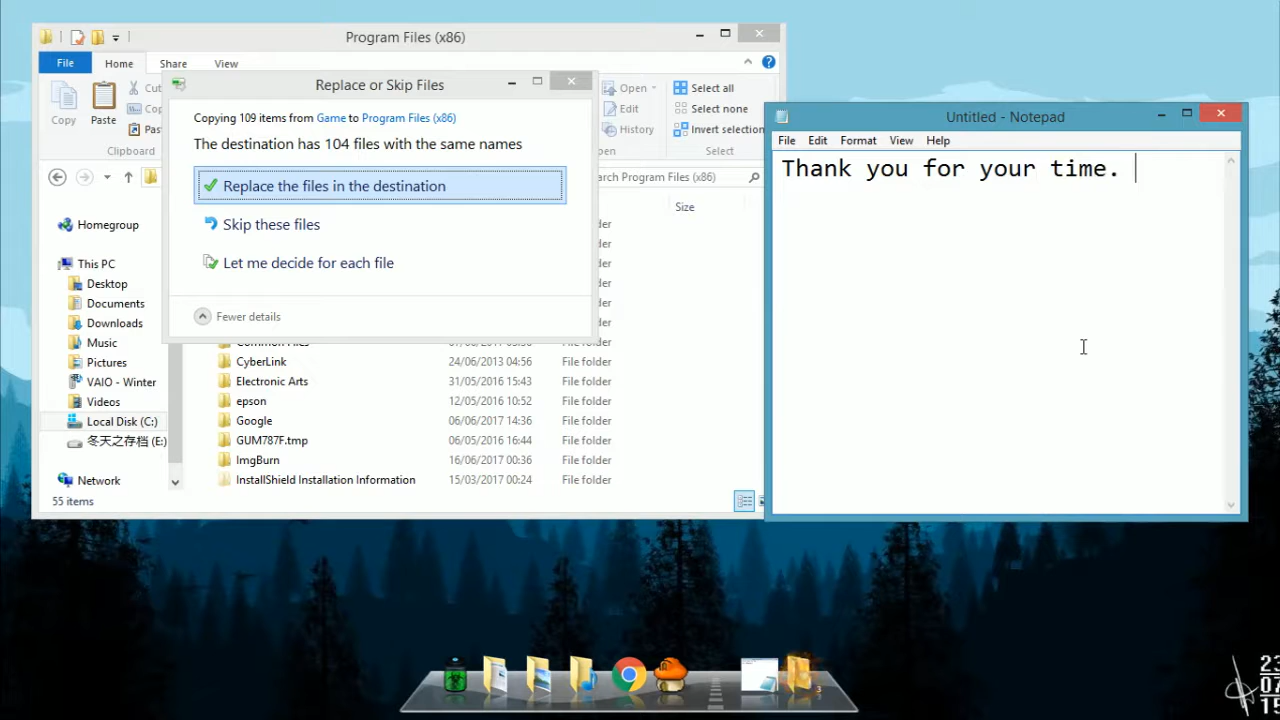 Program Files (x86)
File Home Share View
Replace or Skip Files
Copying 109 items from Game to Program Files (x86)
The destination has 104 files with the same names
Replace the files in the destination
Skip these files
Let me decide for each file
Fewer details
Copy
Paste
Cut
Clipboard
Open
Edit
History
Select all
Select none
Invert selection
Select
Program Files (x86)
Size
Homegroup
This PC
Desktop
Documents
Downloads
Music
Pictures
VAIO - Winter
Videos
Local Disk (C:)
冬天之存档 (E:)
Network
CyberLink 24/06/2013 04:56 File folder
Electronic Arts 31/05/2016 15:43 File folder
epson 12/05/2016 10:52 File folder
Google 06/06/2017 14:36 File folder
GUM787F.tmp 06/05/2016 16:44 File folder
ImgBurn 16/06/2017 00:36 File folder
InstallShield Installation Information 15/03/2017 00:24 File folder
55 items
Untitled - Notepad
File Edit Format View Help
Thank you for your time.
3
23
07
15